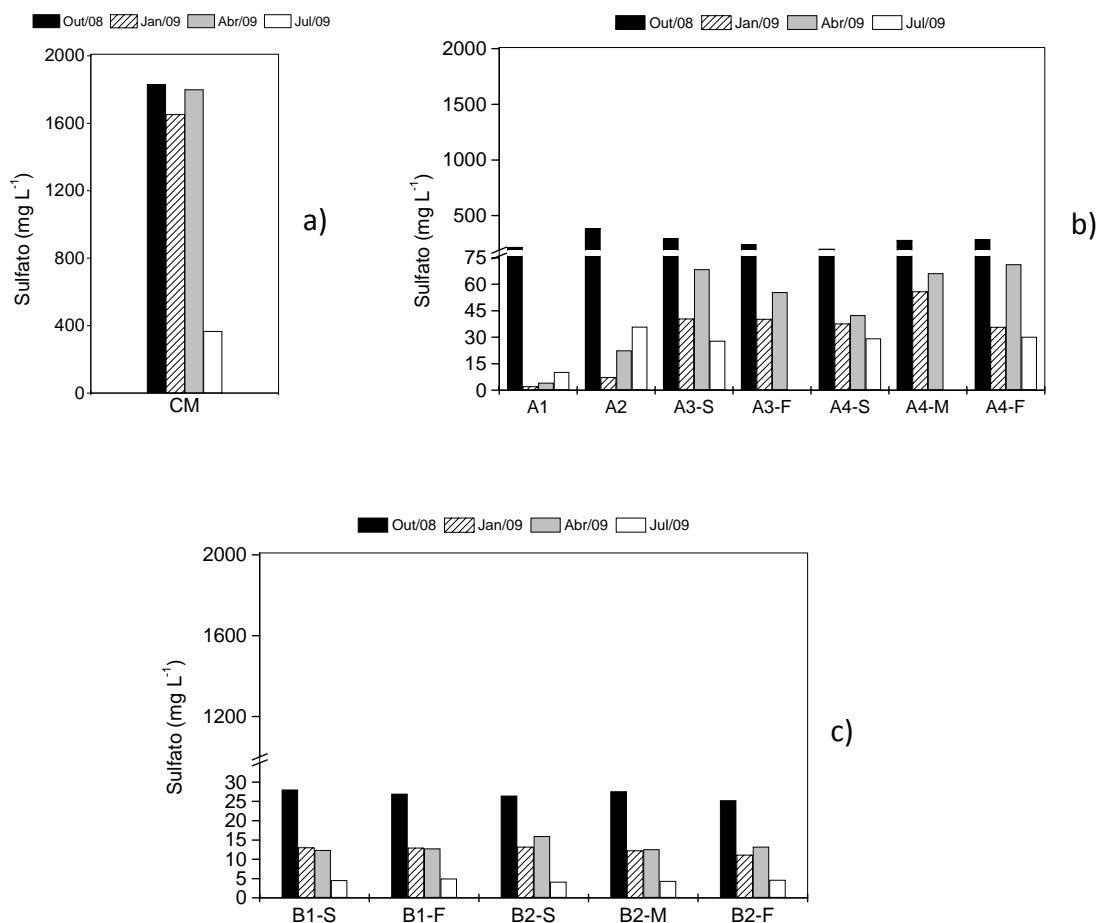 Out/08 Jan/09 Abr/09 Jul/09
2000
1600
1200
800
400
0
Sulfato (mg L-1)
CM
a)
Out/08 Jan/09 Abr/09 Jul/09
2000
1500
1000
500
75
60
45
30
15
0
Sulfato (mg L-1)
A1 A2 A3-S A3-F A4-S A4-M A4-F
b)
Out/08 Jan/09 Abr/09 Jul/09
2000
1600
1200
30
25
20
15
10
5
0
Sulfato (mg L-1)
B1-S B1-F B2-S B2-M B2-F
c)